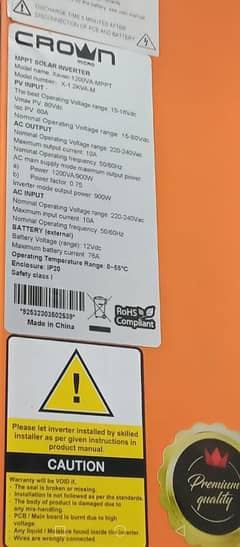 DISCHARGE TIME 5 MINUTES AFTER
DISCONNECTION OF PCB AND BATTERY
CROWN
micro
MPPT SOLAR INVERTER
Model name: Xavier 1200VA-MPPT
Model number: X-1.2KVA-M
PV INPUT
The best Operating Voltage range: 15-18Vdc
Vmax PV: 80Vdc
Isc PV: 60A
Nominal Operating Voltage range: 15-80Vdc
AC OUTPUT
Nominal Operating Voltage range: 220-240Vac
Maximum output current: 10A
Nominal Operating frequency: 50/60Hz
AC main supply mode maximum output power
a) Power: 1200VA/900W
b) Power factor: 0.75
Inverter mode output power: 900W
AC INPUT
Nominal Operating Voltage range: 220-240Vac
Maximum input current: 10A
Nominal Operating frequency: 50/60Hz
BATTERY (external)
Battery Voltage (range): 12Vdc
Maximum battery current: 75A
Operating Temperature Range: 0~55°C
Enclosure: IP20
Safety class I
RoHS
Compliant
*92532303502539*
Made in China
Please let inverter installed by skilled
installer as per given instructions in
product manual.
CAUTION
Warranty will be VOID if.
- The seal is broken or missing.
- Installation is not followed as per the standards.
- The body of product is damaged due to
any mis-handling
- PCB / Main board is burnt due to high
voltage
- Any liquid / Moisture found inside the inverter
- Wires are wrongly connected
Premium
quality